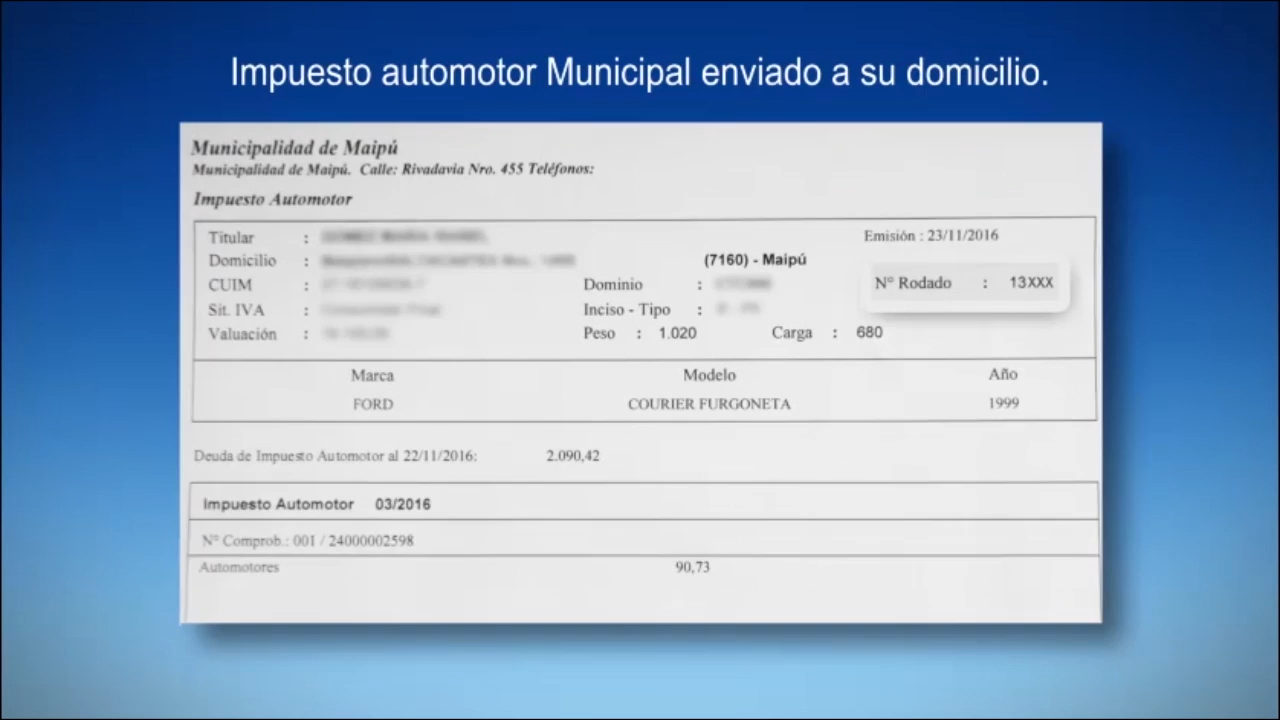 Impuesto automotor Municipal enviado a su domicilio.
Municipalidad de Maipú
Municipalidad de Maipú. Calle: Rivadavia Nro. 455 Teléfonos:
Impuesto Automotor
Titular :
Emisión : 23/11/2016
Domicilio : (7160) - Maipú
CUIM : Dominio : Nº Rodado : 13XXX
Sit. IVA : Inciso - Tipo :
Valuación : Peso : 1.020 Carga : 680
Marca Modelo Año
FORD COURIER FURGONETA 1999
Deuda de Impuesto Automotor al 22/11/2016: 2.090,42
Impuesto Automotor 03/2016
Nº Comprob.: 001 / 24000002598
Automotores 90,73